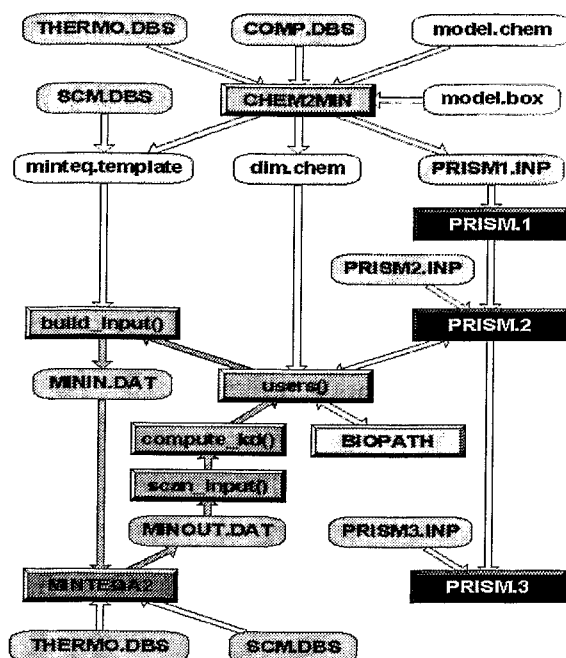 THERMO.DBS
COMP.DBS
model.chem
SCM.DBS
CHEM2MIN
model.box
minteq.template
dim.chem
PRISM1.INP
PRISM.1
PRISM2.INP
build_input()
PRISM.2
MININ.DAT
users()
compute_kd()
BIOPATH
scan_input()
MINOUT.DAT
PRISM3.INP
MINTEQA2
PRISM.3
THERMO.DBS
SCM.DBS